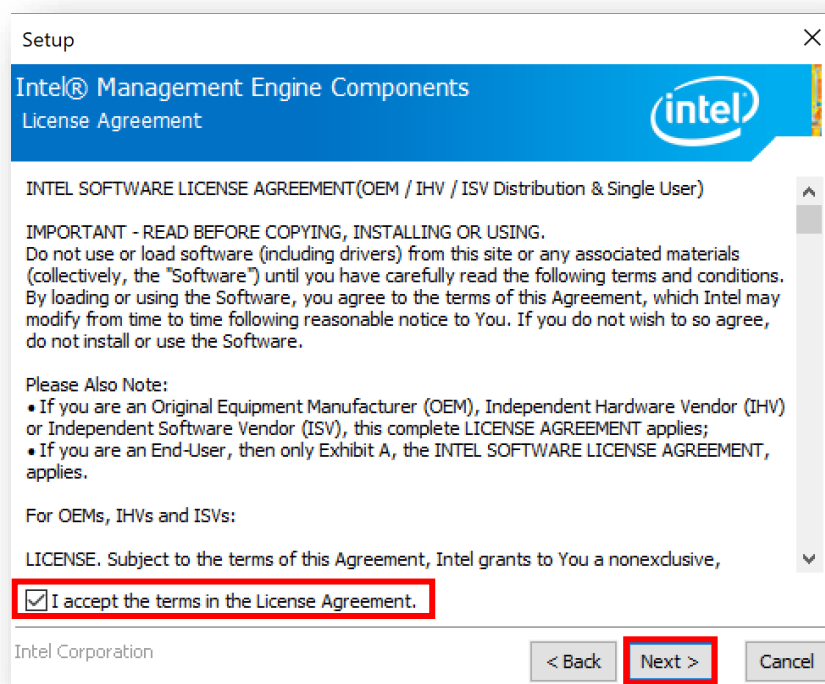 Setup
Intel® Management Engine Components
License Agreement
intel
INTEL SOFTWARE LICENSE AGREEMENT(OEM / IHV / ISV Distribution & Single User)
IMPORTANT - READ BEFORE COPYING, INSTALLING OR USING.
Do not use or load software (including drivers) from this site or any associated materials
(collectively, the "Software") until you have carefully read the following terms and conditions.
By loading or using the Software, you agree to the terms of this Agreement, which Intel may
modify from time to time following reasonable notice to You. If you do not wish to so agree,
do not install or use the Software.
Please Also Note:
• If you are an Original Equipment Manufacturer (OEM), Independent Hardware Vendor (IHV)
or Independent Software Vendor (ISV), this complete LICENSE AGREEMENT applies;
• If you are an End-User, then only Exhibit A, the INTEL SOFTWARE LICENSE AGREEMENT,
applies.
For OEMs, IHVs and ISVs:
LICENSE. Subject to the terms of this Agreement, Intel grants to You a nonexclusive,
I accept the terms in the License Agreement.
Intel Corporation
< Back
Next >
Cancel